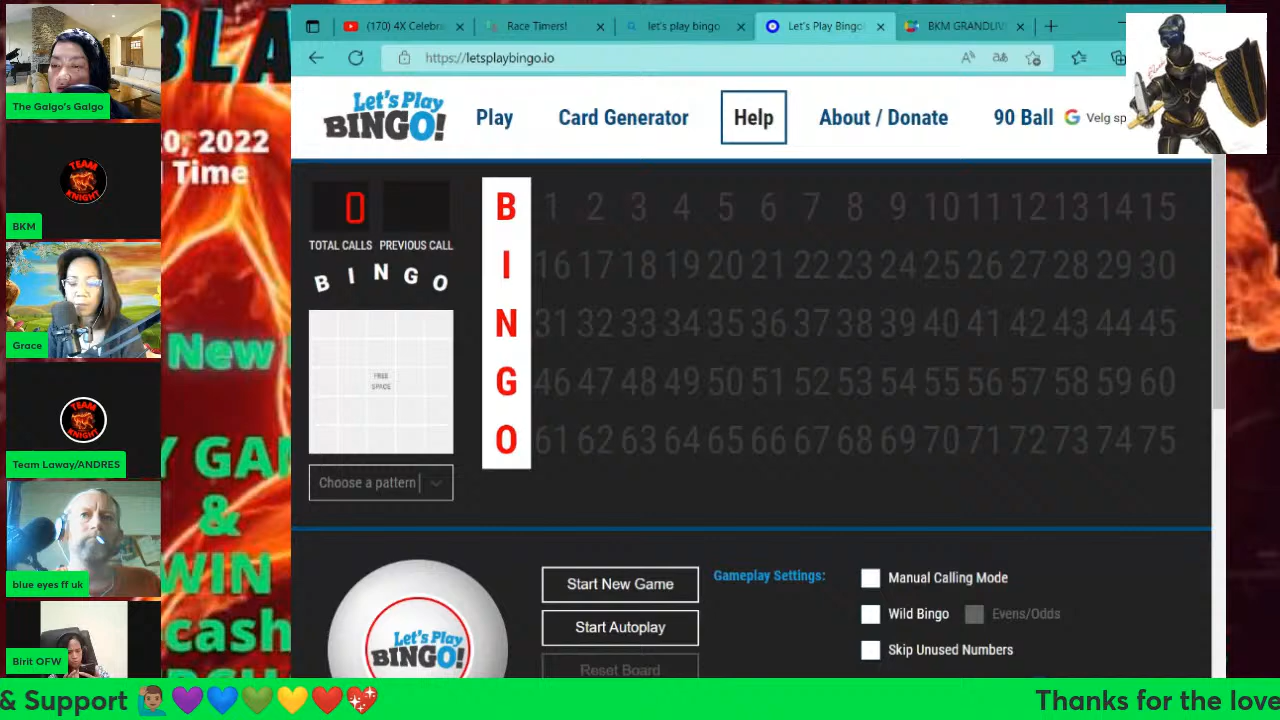 The Galgo's Galgo
BKM
Grace
Team Laway/ANDRES
blue eyes ff uk
Birit OFW
BLA
0, 2022
Time
New
Y GA
&
WIN
cash
(170) 4X Celebra
Race Timers!
let's play bingo
Let's Play Bingo!
BKM GRANDLIV
https://letsplaybingo.io
Let's Play
BINGO!
Play
Card Generator
Help
About / Donate
90 Ball
Velg sp
0
TOTAL CALLS
PREVIOUS CALL
B I N G O
FREE
SPACE
Choose a pattern
B 1 2 3 4 5 6 7 8 9 10 11 12 13 14 15
I 16 17 18 19 20 21 22 23 24 25 26 27 28 29 30
N 31 32 33 34 35 36 37 38 39 40 41 42 43 44 45
G 46 47 48 49 50 51 52 53 54 55 56 57 58 59 60
O 61 62 63 64 65 66 67 68 69 70 71 72 73 74 75
Let's Play
BINGO!
Start New Game
Start Autoplay
Reset Board
Gameplay Settings:
Manual Calling Mode
Wild Bingo
Evens/Odds
Skip Unused Numbers
TEAM
KNIGHT
TEAM
KNIGHT
& Support 🙋🏽‍♂️💜💙💚💛❤️💖
Thanks for the love